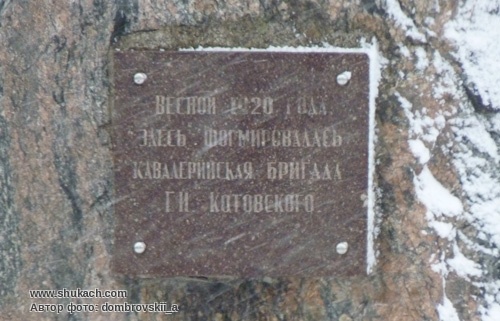 ВЕСНОЙ 1920 ГОДА
ЗДЕСЬ ФОРМИРОВАЛАСЬ
КАВАЛЕРИЙСКАЯ БРИГАДА
Г.И. КОТОВСКОГО.
www.shukach.com
Автор фото: dombrovskii_a